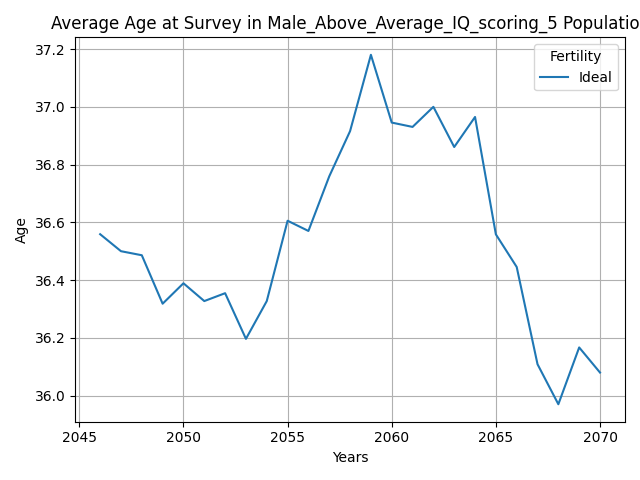 Average Age at Survey in Male_Above_Average_IQ_scoring_5 Populatio
37.2
37.0
36.8
36.6
36.4
36.2
36.0
Age
Fertility
Ideal
2045
2050
2055
2060
2065
2070
Years